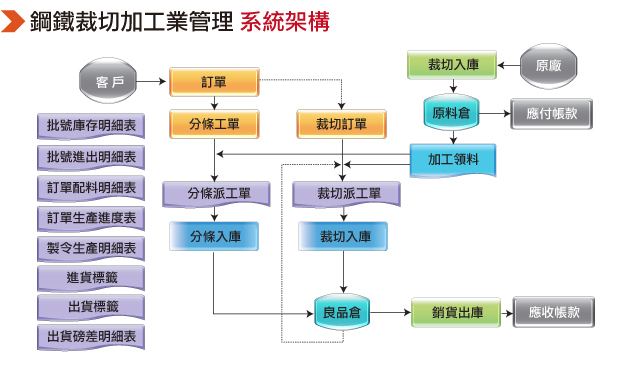 鋼鐵裁切加工業管理 系統架構
客戶
訂單
裁切入庫
原廠
分條工單
裁切訂單
原料倉
應付帳款
加工領料
分條派工單
裁切派工單
分條入庫
裁切入庫
良品倉
銷貨出庫
應收帳款
批號庫存明細表
批號進出明細表
訂單配料明細表
訂單生產進度表
製令生產明細表
進貨標籤
出貨標籤
出貨磅差明細表